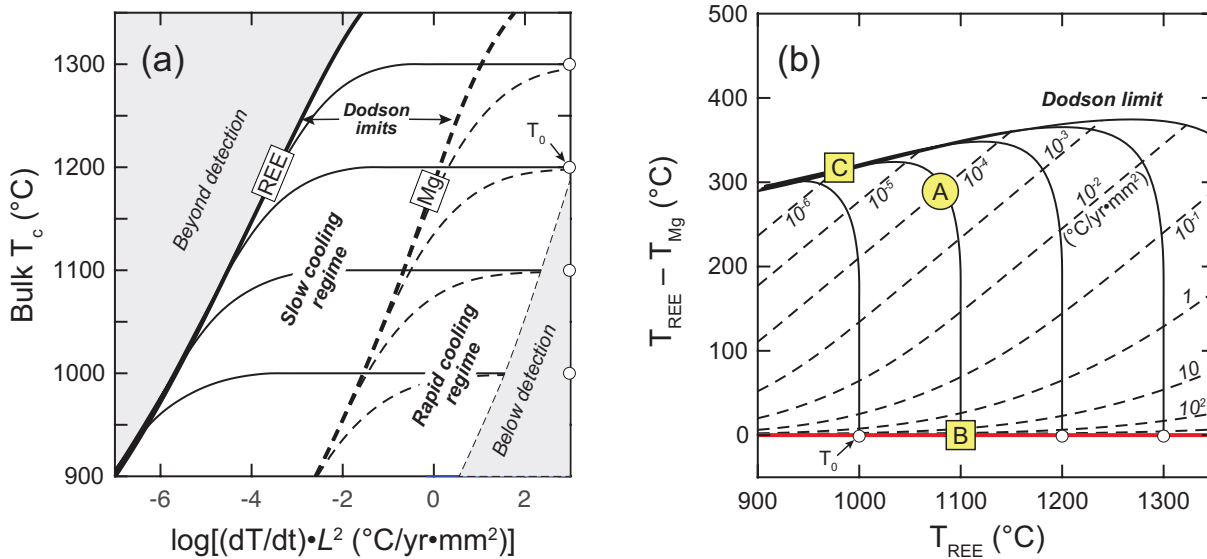 (a)
Bulk T_c (°C)
1300
1200
1100
1000
900
-6
-4
-2
0
2
log[(dT/dt)•L² (°C/yr•mm²)]
Beyond detection
REE
Dodson
imits
Mg
T₀
Slow cooling
regime
Rapid cooling
regime
Below detection
(b)
T_REE – T_Mg (°C)
500
400
300
200
100
0
900
1000
1100
1200
1300
T_REE (°C)
Dodson limit
C
A
B
10⁻⁶
10⁻⁵
10⁻⁴
10⁻³
10⁻²
(°C/yr•mm²)
10⁻¹
1
10
10²
T₀